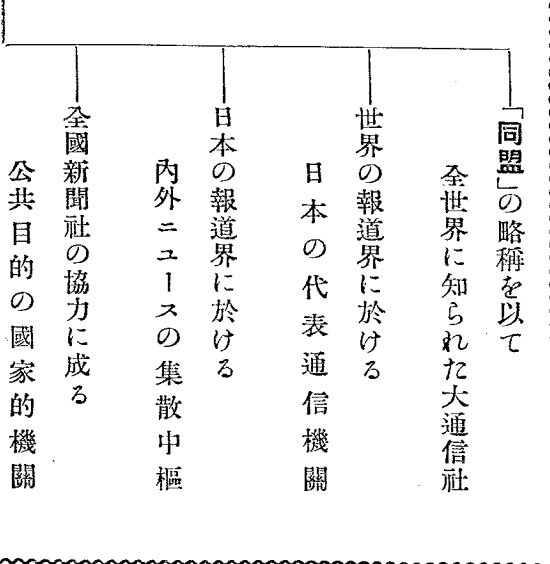 「同盟」の略稱を以て
全世界に知られた大通信社
世界の報道界に於ける
日本の代表通信機關
日本の報道界に於ける
內外ニュースの集散中樞
全國新聞社の協力に成る
公共目的の國家的機關